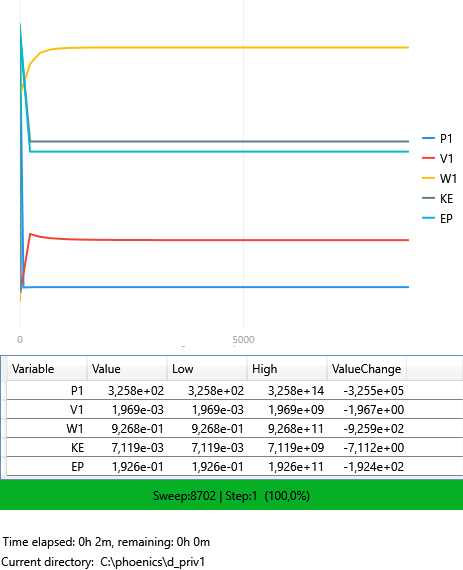 P1
V1
W1
KE
EP
0 5000
Variable Value Low High ValueChange
P1 3,258e+02 3,258e+02 3,258e+14 -3,255e+05
V1 1,969e-03 1,969e-03 1,969e+09 -1,967e+00
W1 9,268e-01 9,268e-01 9,268e+11 -9,259e+02
KE 7,119e-03 7,119e-03 7,119e+09 -7,112e+00
EP 1,926e-01 1,926e-01 1,926e+11 -1,924e+02
Sweep:8702 | Step:1 (100,0%)
Time elapsed: 0h 2m, remaining: 0h 0m
Current directory: C:\phoenics\d_priv1